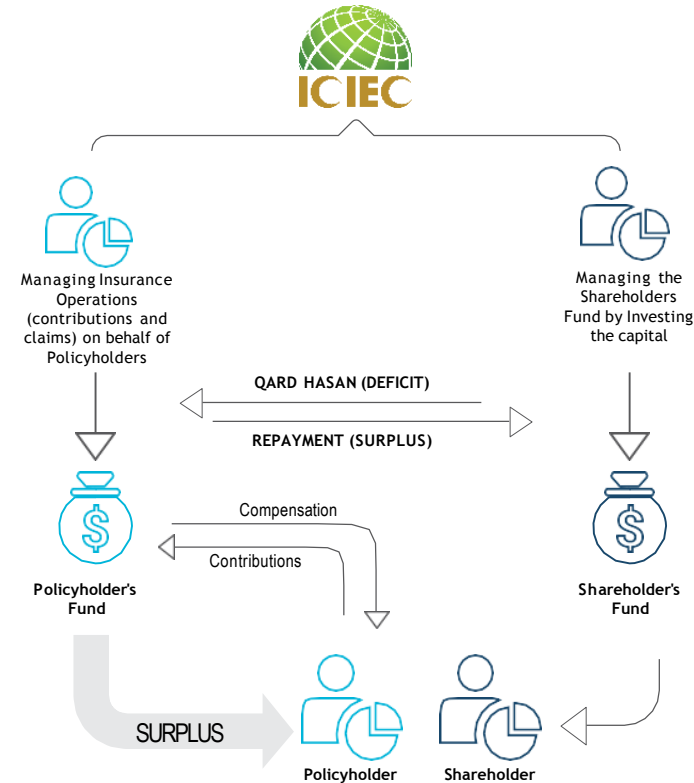 ICIEC
Managing Insurance
Operations
(contributions and
claims) on behalf of
Policyholders
Managing the
Shareholders
Fund by Investing
the capital
QARD HASAN (DEFICIT)
REPAYMENT (SURPLUS)
$
$
Compensation
Contributions
Policyholder's
Fund
Shareholder's
Fund
SURPLUS
Policyholder
Shareholder